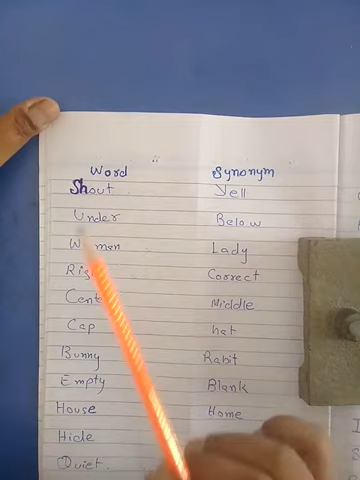 Word Synonym
Shout Yell
Under Below
Women Lady
Correct
Middle
Cap hat
Bunny Rabit
Empty Blank
House Home
Hide
Quiet